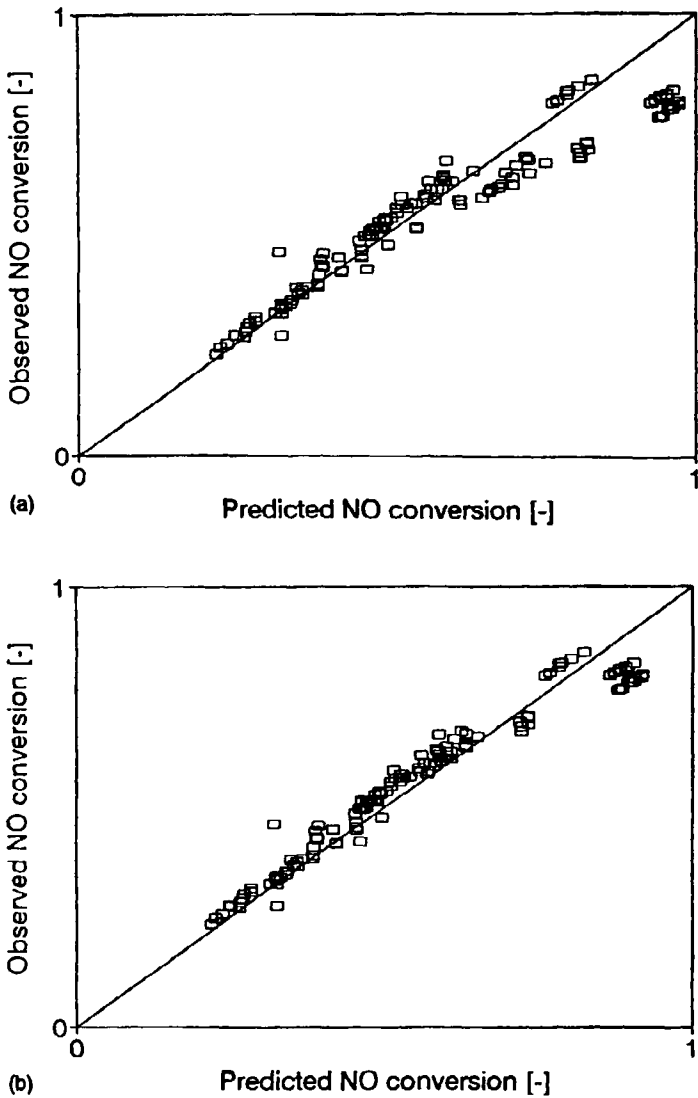 1
Observed NO conversion [-]
0
0
1
(a)
Predicted NO conversion [-]
1
Observed NO conversion [-]
0
0
1
(b)
Predicted NO conversion [-]